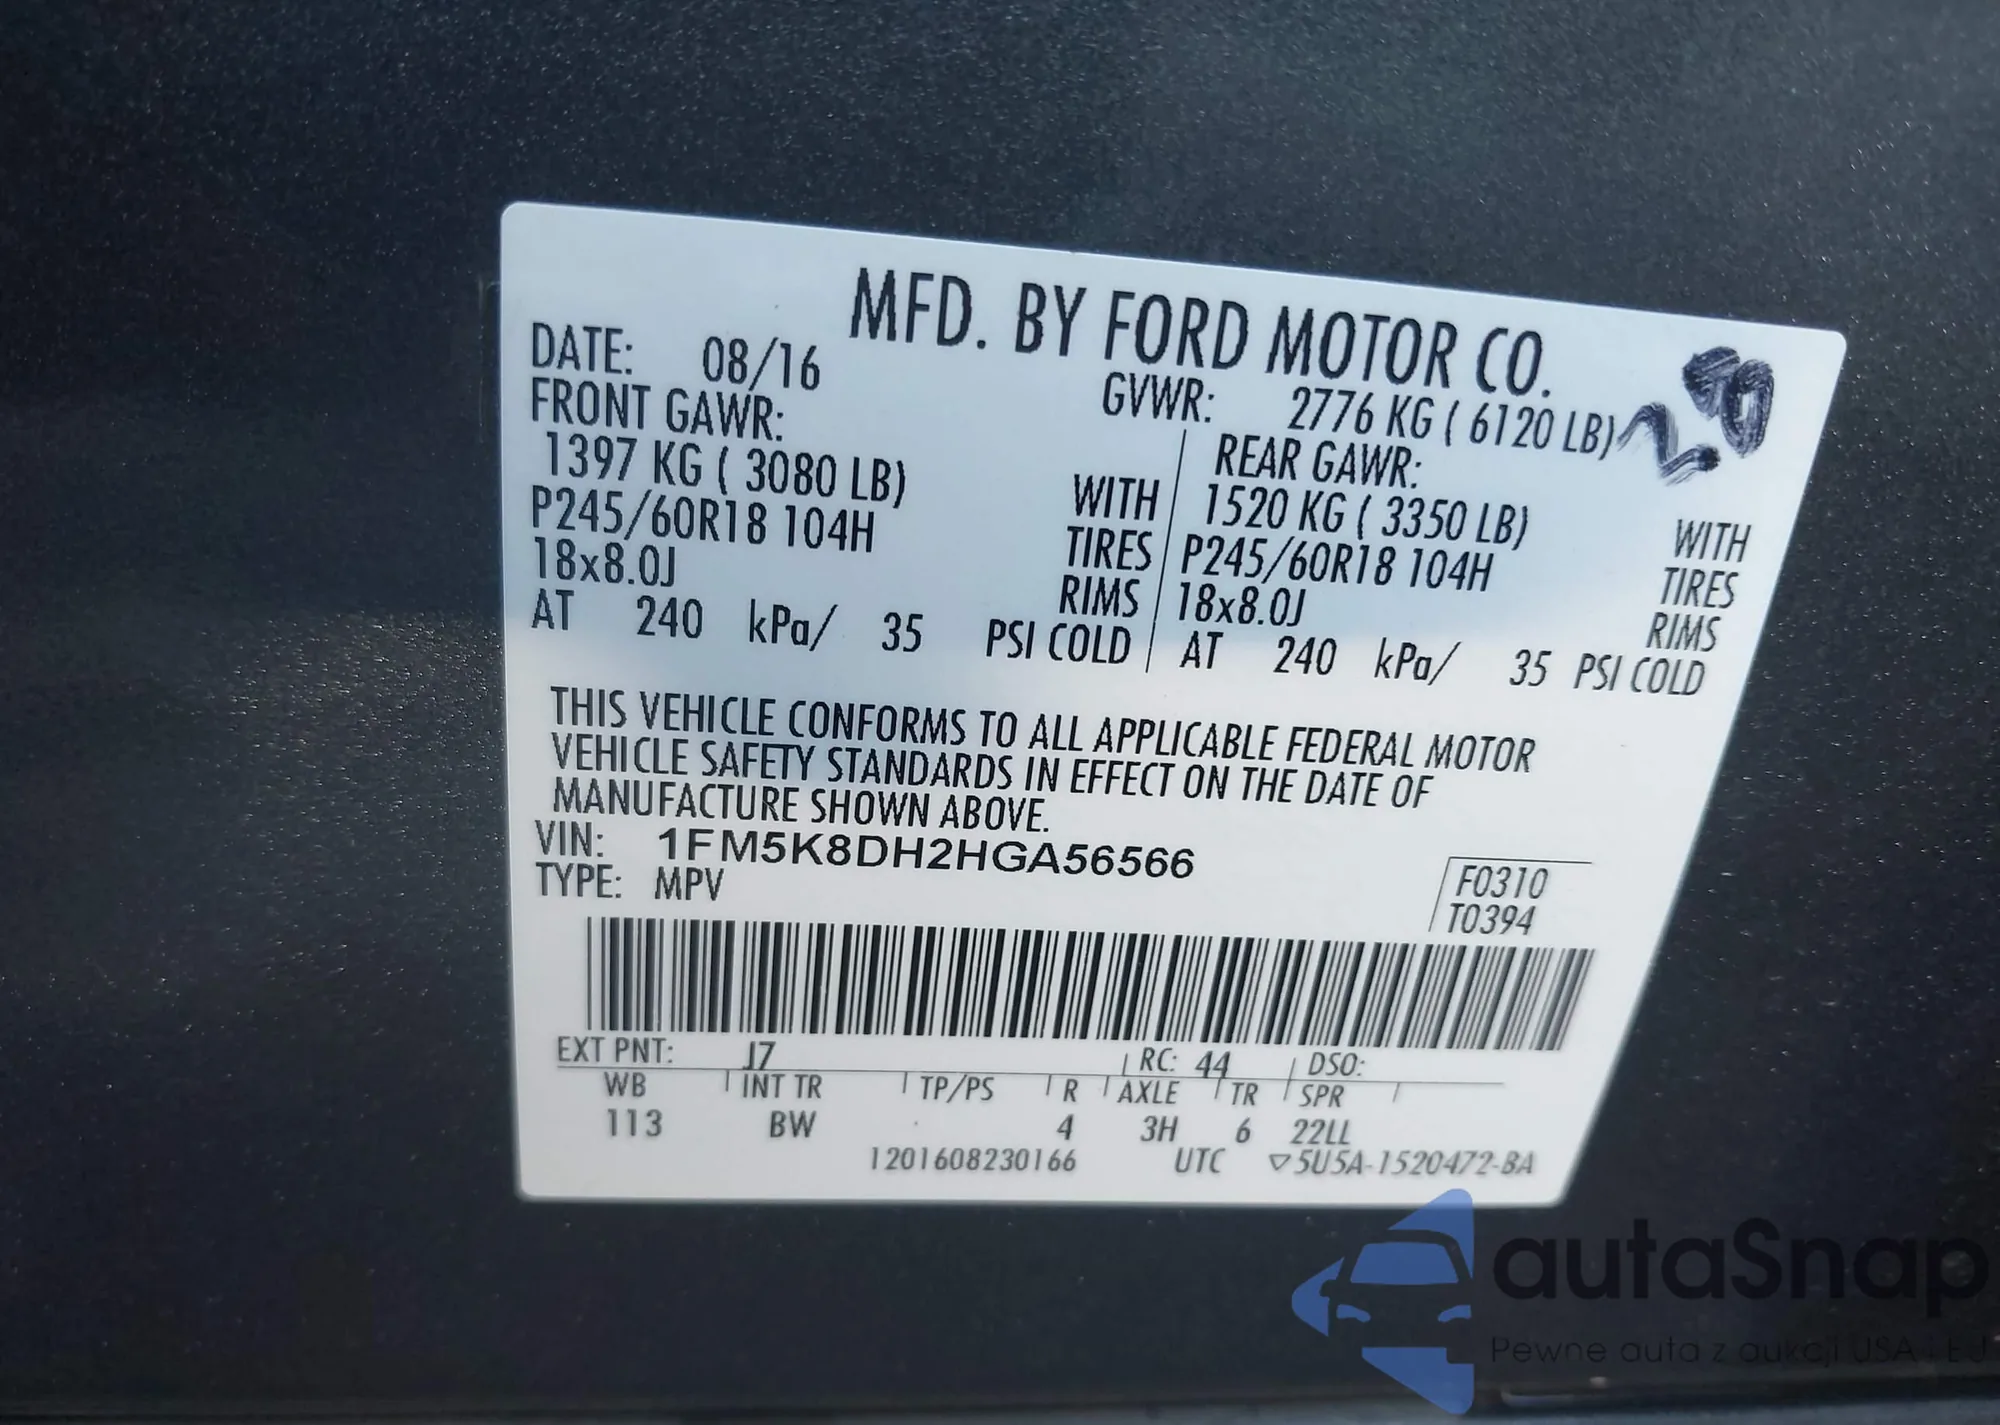 MFD. BY FORD MOTOR CO.
DATE: 08/16 GVWR: 2776 KG ( 6120 LB)
FRONT GAWR: REAR GAWR:
1397 KG ( 3080 LB) WITH 1520 KG ( 3350 LB) WITH
P245/60R18 104H TIRES P245/60R18 104H TIRES
18x8.0J RIMS 18x8.0J RIMS
AT 240 kPa/ 35 PSI COLD AT 240 kPa/ 35 PSI COLD
THIS VEHICLE CONFORMS TO ALL APPLICABLE FEDERAL MOTOR
VEHICLE SAFETY STANDARDS IN EFFECT ON THE DATE OF
MANUFACTURE SHOWN ABOVE.
VIN: 1FM5K8DH2HGA56566
TYPE: MPV
F0310
T0394
EXT PNT: J7 RC: 44 DSO:
WB INT TR TP/PS R AXLE TR SPR
113 BW 4 3H 6 22LL
1201608230166 UTC ▽5U5A-1520472-BA
autaSnap
Pewne auta z aukcji USA i EU